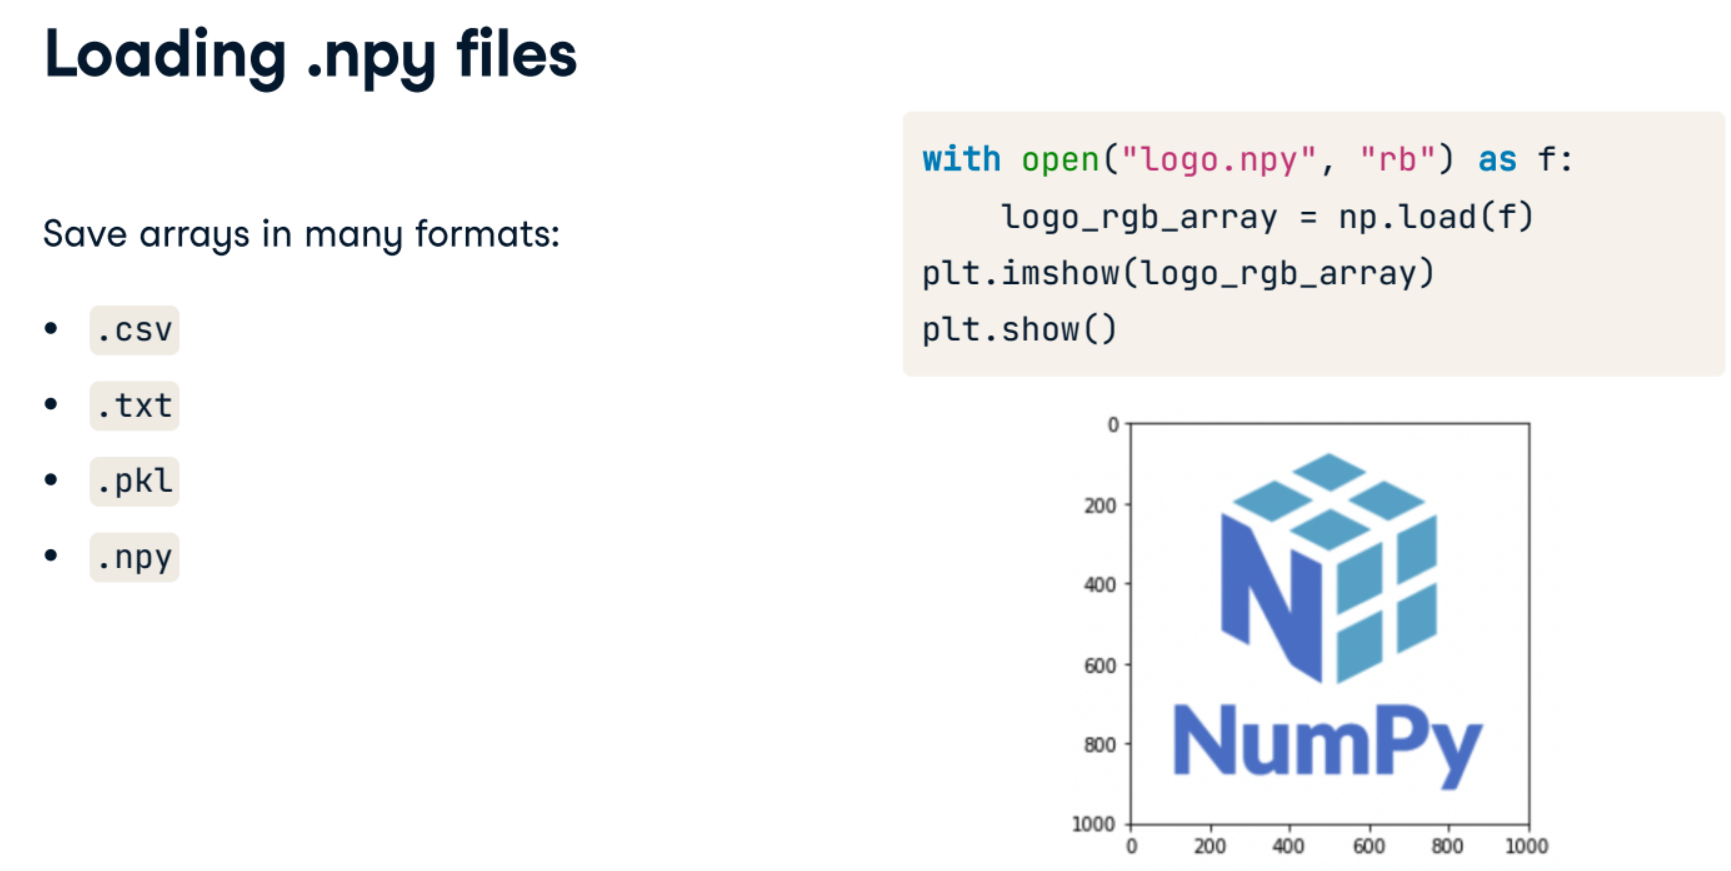 Loading .npy files
Save arrays in many formats:
• .csv
• .txt
• .pkl
• .npy
with open("logo.npy", "rb") as f:
    logo_rgb_array = np.load(f)
plt.imshow(logo_rgb_array)
plt.show()
0
200
400
600
800
1000
NumPy
0 200 400 600 800 1000